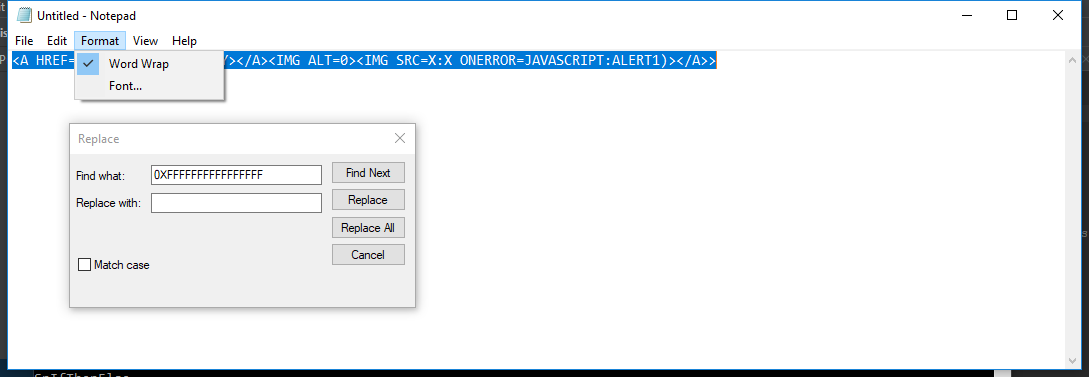 Untitled - Notepad
File Edit Format View Help
<A HREF= /></A><IMG ALT=0><IMG SRC=X:X ONERROR=JAVASCRIPT:ALERT1)></A>>
Word Wrap
Font...
Replace
Find what: 0XFFFFFFFFFFFFFFFF Find Next
Replace with: Replace
Replace All
Cancel
Match case